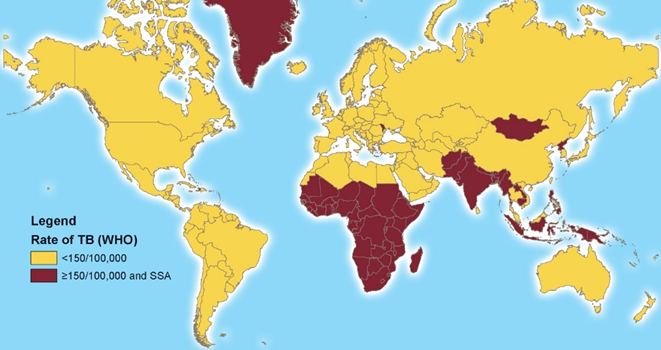 Legend
Rate of TB (WHO)
<150/100,000
≥150/100,000 and SSA